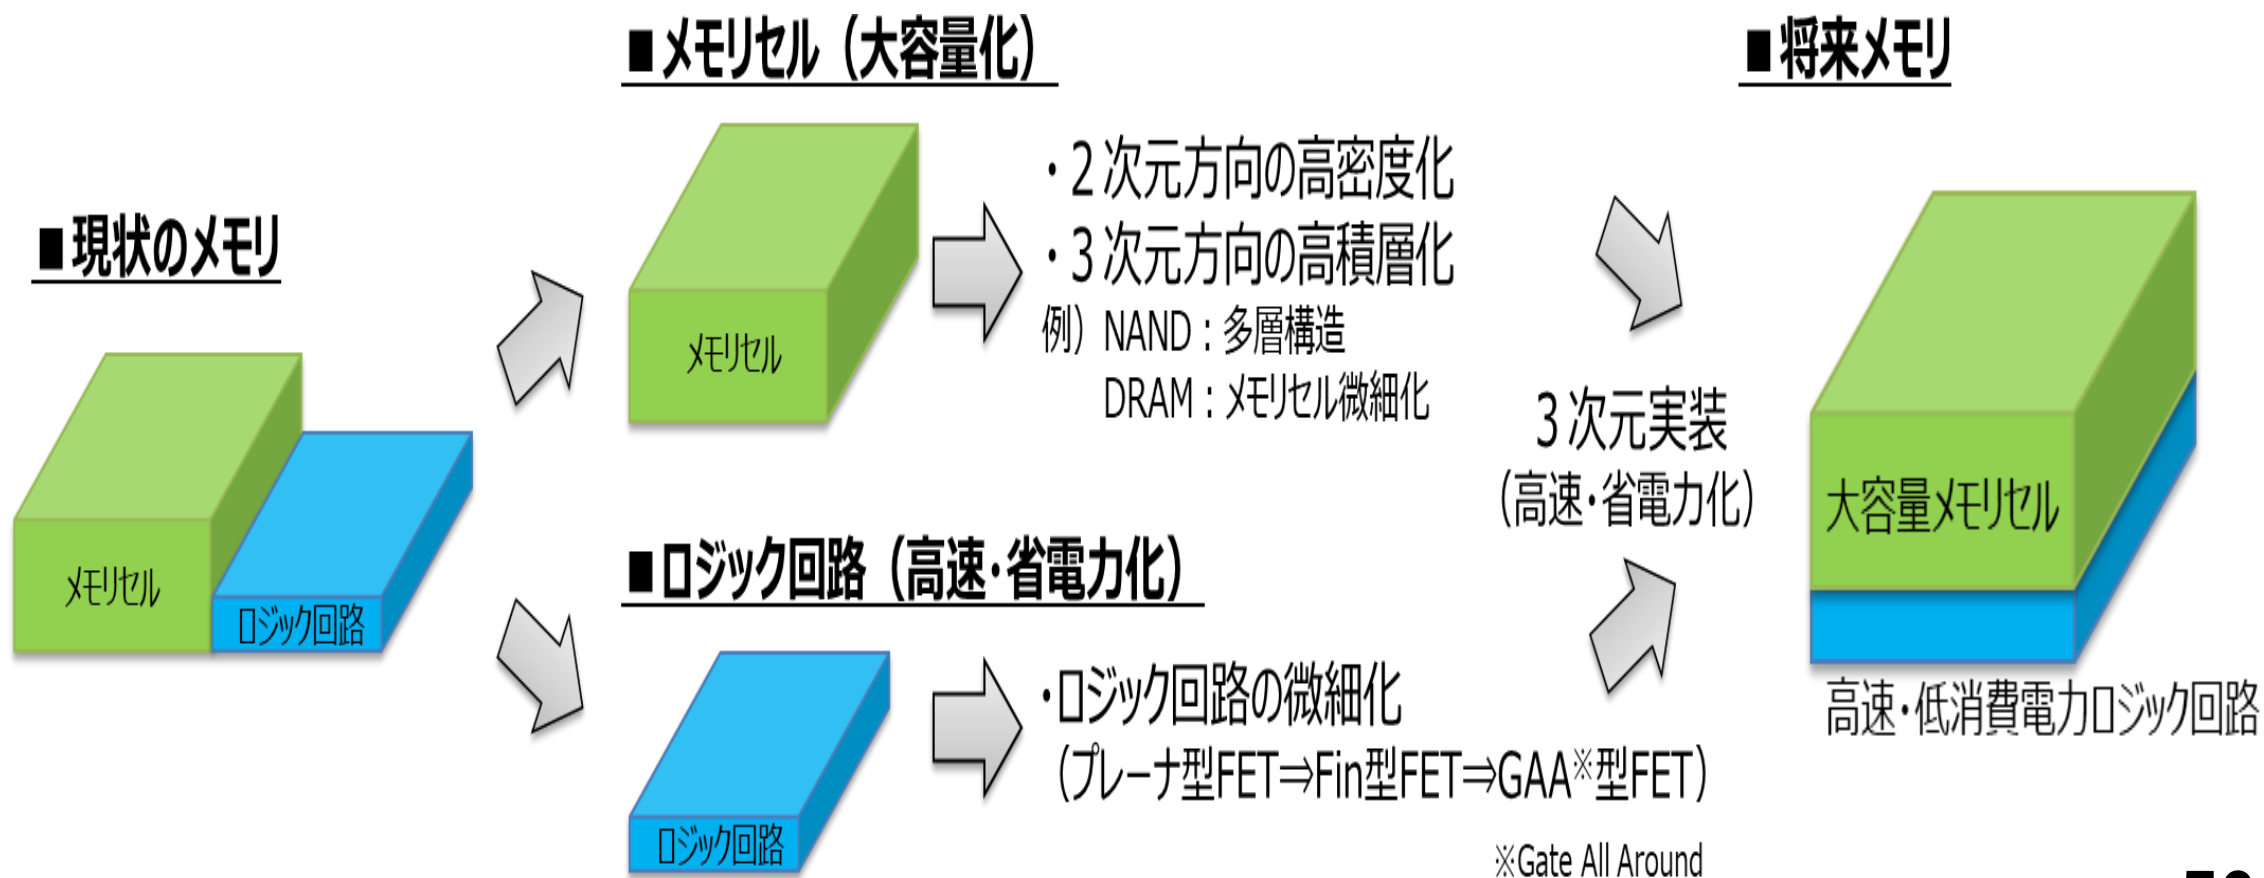 ■現状のメモリ
メモリセル
ロジック回路
■メモリセル（大容量化）
メモリセル
・2次元方向の高密度化
・3次元方向の高積層化
例）NAND：多層構造
DRAM：メモリセル微細化
■ロジック回路（高速・省電力化）
ロジック回路
・ロジック回路の微細化
（プレーナ型FET⇒Fin型FET⇒GAA※型FET）
※Gate All Around
3次元実装
（高速・省電力化）
■将来メモリ
大容量メモリセル
高速・低消費電力ロジック回路